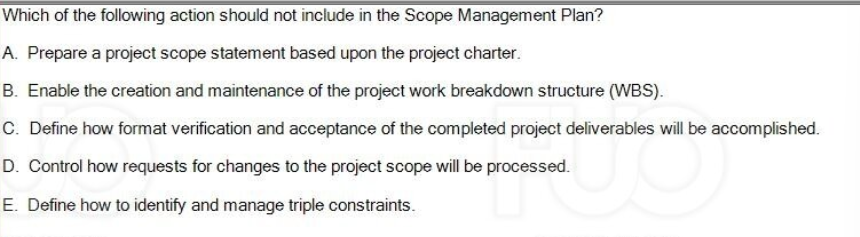 Which of the following action should not include in the Scope Management Plan?
A. Prepare a project scope statement based upon the project charter.
B. Enable the creation and maintenance of the project work breakdown structure (WBS).
C. Define how format verification and acceptance of the completed project deliverables will be accomplished.
D. Control how requests for changes to the project scope will be processed.
E. Define how to identify and manage triple constraints.
FUO